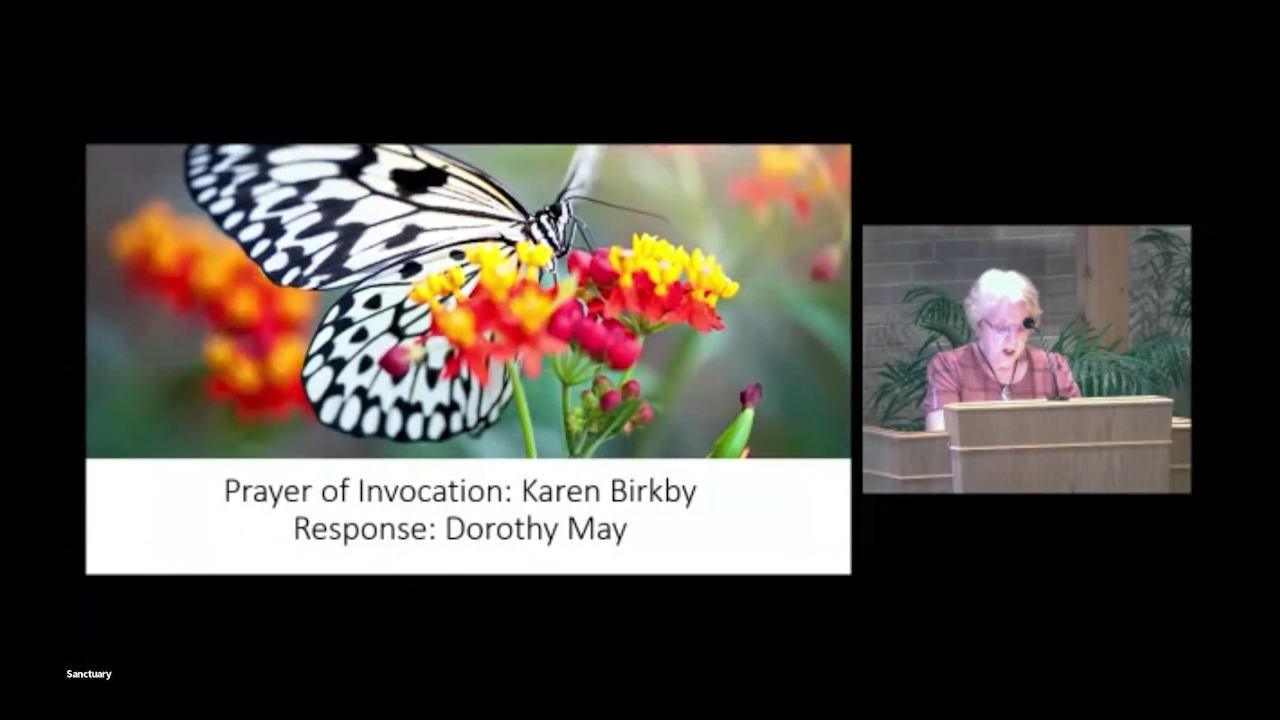 Prayer of Invocation: Karen Birkby
Response: Dorothy May
Sanctuary